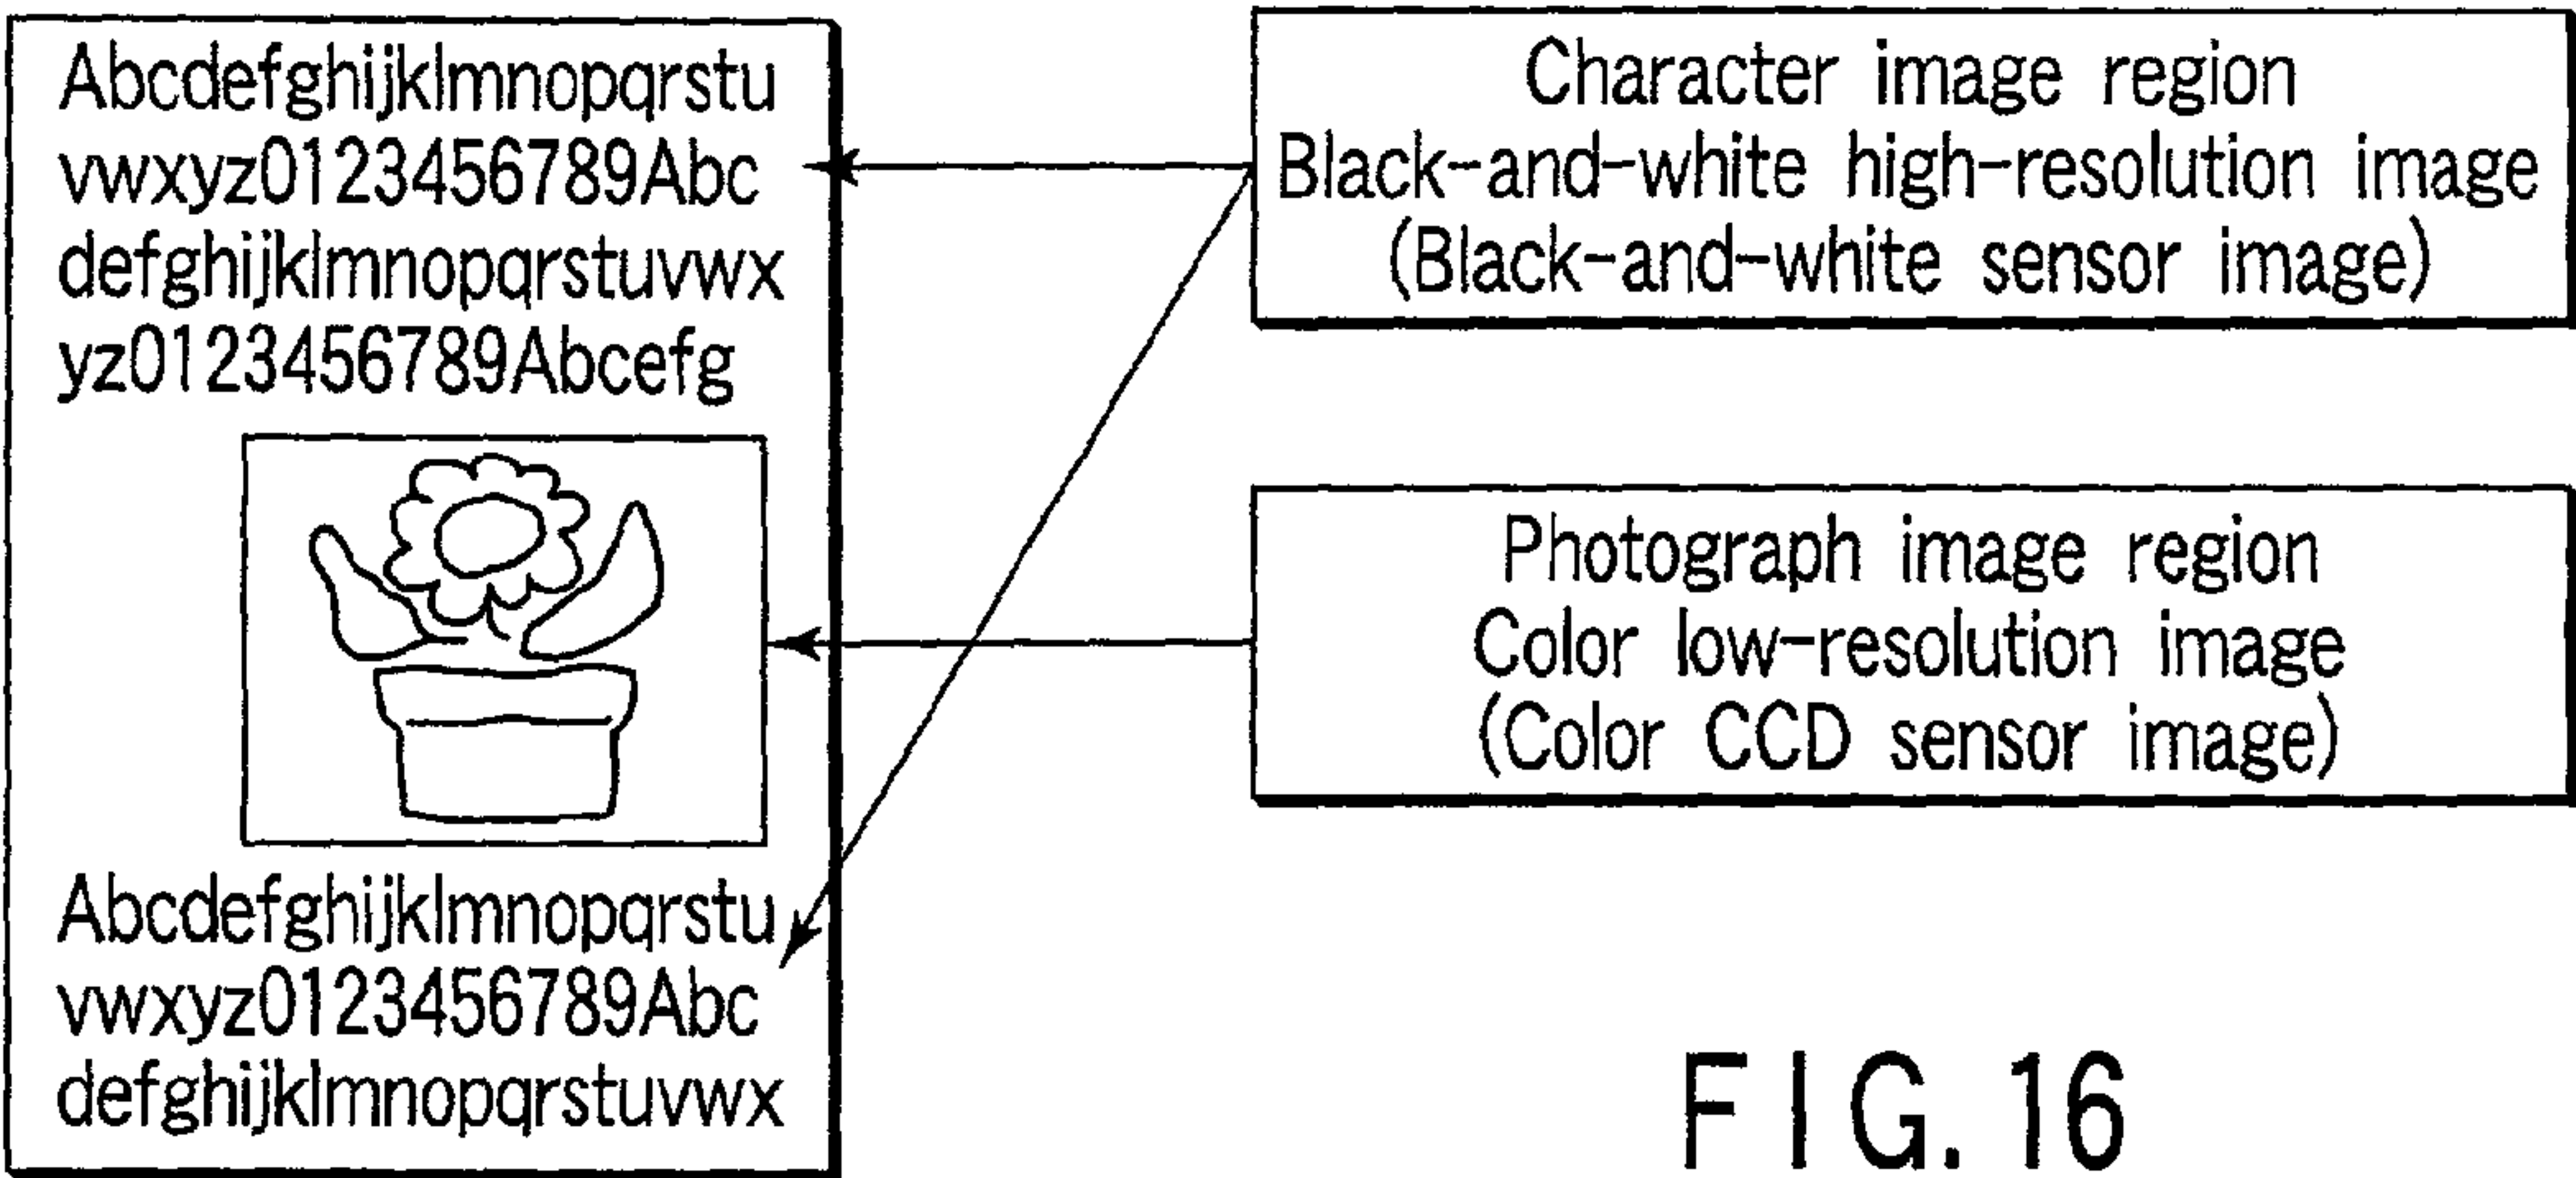 Abcdefghijklmnopqrstu
vwxyz0123456789Abc
defghijklmnopqrstuvwx
yz0123456789Abcefg
Abcdefghijklmnopqrstu
vwxyz0123456789Abc
defghijklmnopqrstuvwx
Character image region
Black-and-white high-resolution image
(Black-and-white sensor image)
Photograph image region
Color low-resolution image
(Color CCD sensor image)
FIG. 16